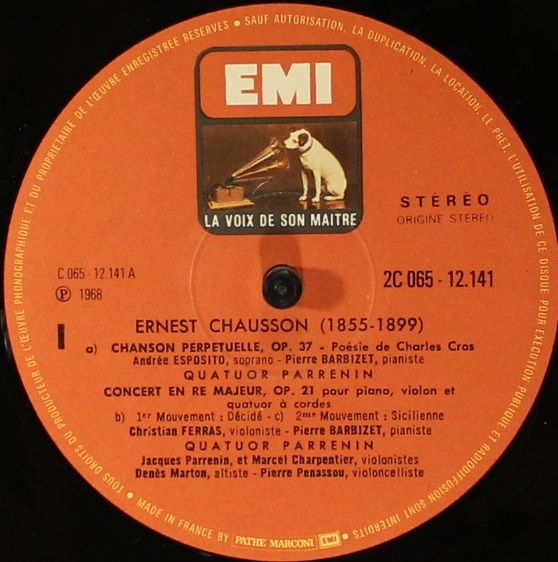 TOUS DROITS DU PRODUCTEUR DE L'ŒUVRE PHONOGRAPHIQUE ET DU PROPRIETAIRE DE L'ŒUVRE ENREGISTREE RESERVES • SAUF AUTORISATION, LA DUPLICATION, LA LOCATION, LE PRET, L'UTILISATION DE CE DISQUE POUR EXECUTION PUBLIQUE ET RADIODIFFUSION SONT INTERDITS •
EMI
LA VOIX DE SON MAITRE
STÉRÉO
ORIGINE STEREO
C 065 - 12.141 A
2C 065 - 12.141
Ⓟ 1968
I
ERNEST CHAUSSON (1855-1899)
a) CHANSON PERPETUELLE, OP. 37 - Poésie de Charles Cros
Andrée ESPOSITO, soprano - Pierre BARBIZET, pianiste
QUATUOR PARRENIN
CONCERT EN RE MAJEUR, OP. 21 pour piano, violon et
quatuor à cordes
b) 1er Mouvement : Décidé - c) 2me Mouvement : Sicilienne
Christian FERRAS, violoniste - Pierre BARBIZET, pianiste
QUATUOR PARRENIN
Jacques Parrenin, et Marcel Charpentier, violonistes
Denès Marton, altiste - Pierre Penassou, violoncelliste
• MADE IN FRANCE BY PATHE MARCONI EMI